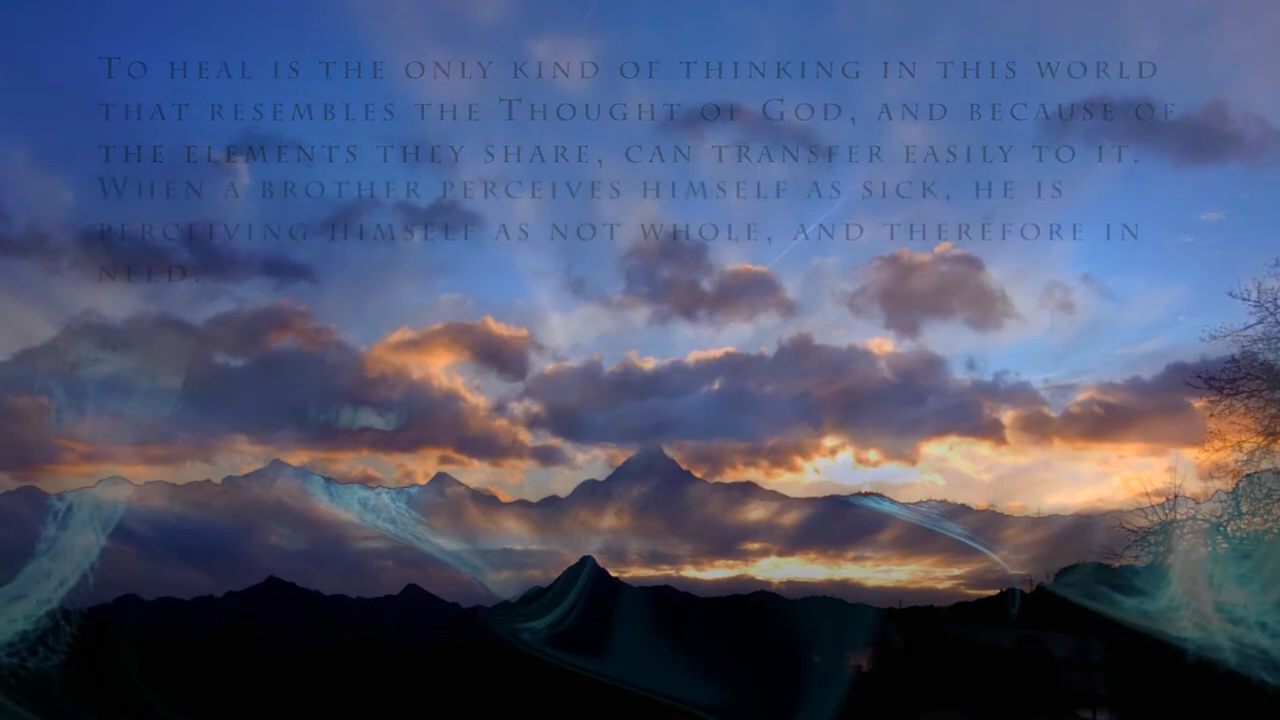 To heal is the only kind of thinking in this world
that resembles the Thought of God, and because of
the elements they share, can transfer easily to it.
When a brother perceives himself as sick, he is
perceiving himself as not whole, and therefore in
need.